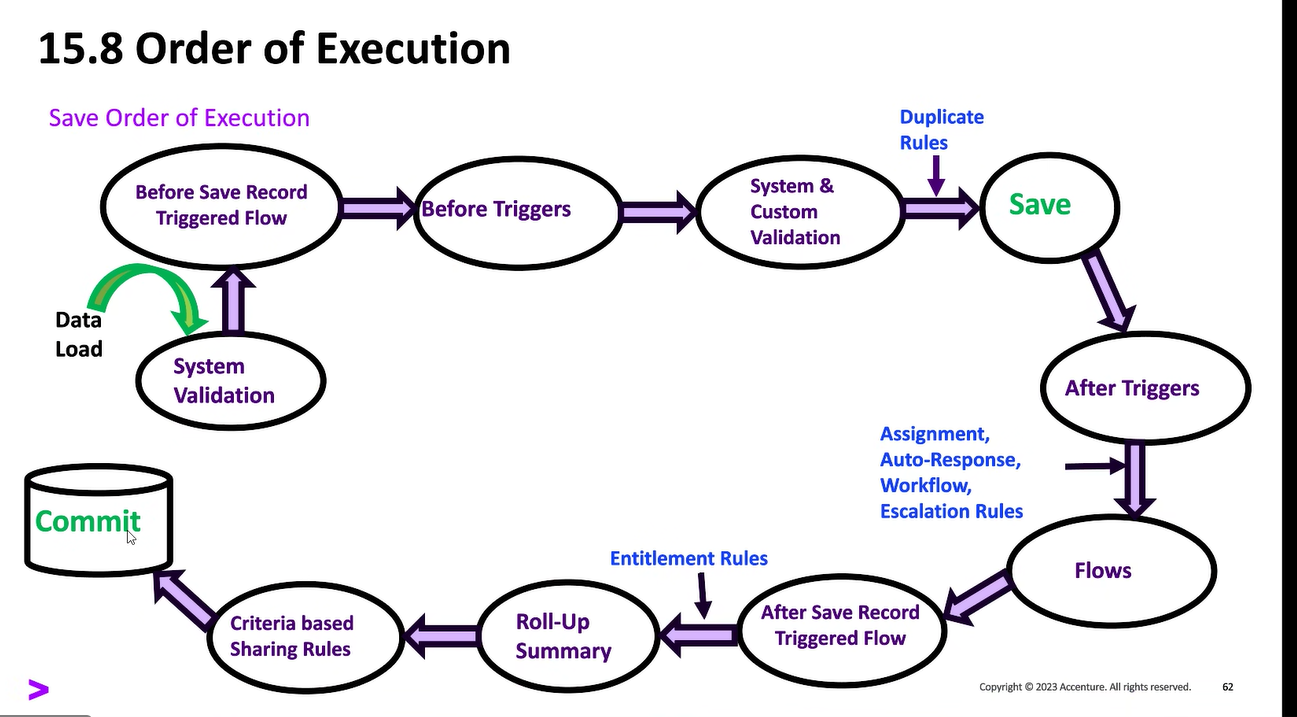 15.8 Order of Execution
Save Order of Execution
Duplicate
Rules
Before Save Record
Triggered Flow
Before Triggers
System &
Custom
Validation
Save
Data
Load
System
Validation
After Triggers
Assignment,
Auto-Response,
Workflow,
Escalation Rules
Commit
Flows
Entitlement Rules
After Save Record
Triggered Flow
Roll-Up
Summary
Criteria based
Sharing Rules
>
Copyright © 2023 Accenture. All rights reserved.
62